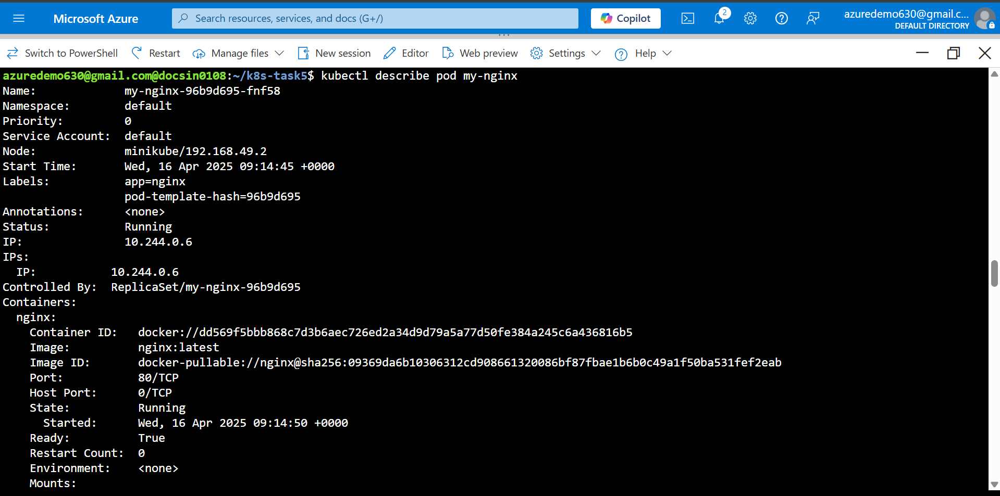 Microsoft Azure
Search resources, services, and docs (G+/)
Copilot
2
azuredemo630@gmail.c...
DEFAULT DIRECTORY
Switch to PowerShell
Restart
Manage files
New session
Editor
Web preview
Settings
Help
azuredemo630@gmail.com@docsin0108:~/k8s-task5$ kubectl describe pod my-nginx
Name:             my-nginx-96b9d695-fnf58
Namespace:        default
Priority:         0
Service Account:  default
Node:             minikube/192.168.49.2
Start Time:       Wed, 16 Apr 2025 09:14:45 +0000
Labels:           app=nginx
                  pod-template-hash=96b9d695
Annotations:      <none>
Status:           Running
IP:               10.244.0.6
IPs:
  IP:           10.244.0.6
Controlled By:  ReplicaSet/my-nginx-96b9d695
Containers:
  nginx:
    Container ID:   docker://dd569f5bbb868c7d3b6aec726ed2a34d9d79a5a77d50fe384a245c6a436816b5
    Image:          nginx:latest
    Image ID:       docker-pullable://nginx@sha256:09369da6b10306312cd908661320086bf87fbae1b6b0c49a1f50ba531fef2eab
    Port:           80/TCP
    Host Port:      0/TCP
    State:          Running
      Started:      Wed, 16 Apr 2025 09:14:50 +0000
    Ready:          True
    Restart Count:  0
    Environment:    <none>
    Mounts: